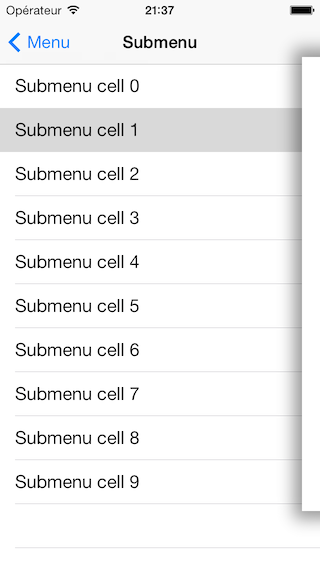 Opérateur 21:37
Menu Submenu
Submenu cell 0
Submenu cell 1
Submenu cell 2
Submenu cell 3
Submenu cell 4
Submenu cell 5
Submenu cell 6
Submenu cell 7
Submenu cell 8
Submenu cell 9